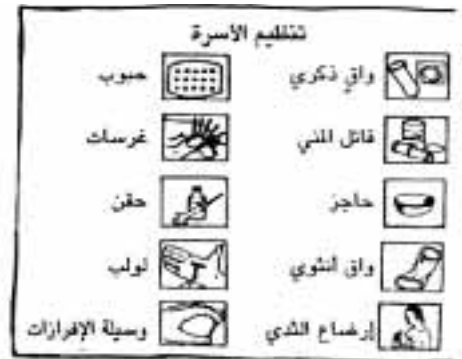 تنظيم الأسرة
واقٍ ذكري
حبوب
قاتل المني
غرسات
حاجز
حقن
واق أنثوي
لولب
إرضاع الثدي
وسيلة الإفرازات